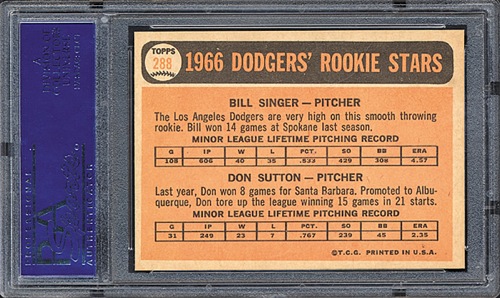 TOPPS
288
1966 DODGERS' ROOKIE STARS
BILL SINGER — PITCHER
The Los Angeles Dodgers are very high on this smooth throwing
rookie. Bill won 14 games at Spokane last season.
MINOR LEAGUE LIFETIME PITCHING RECORD
G IP W L PCT. SO BB ERA
108 606 40 35 .533 429 308 4.57
DON SUTTON — PITCHER
Last year, Don won 8 games for Santa Barbara. Promoted to Albu-
querque, Don tore up the league winning 15 games in 21 starts.
MINOR LEAGUE LIFETIME PITCHING RECORD
G IP W L PCT. SO BB ERA
31 249 23 7 .767 239 45 2.35
©T.C.G. PRINTED IN U.S.A.
PSA